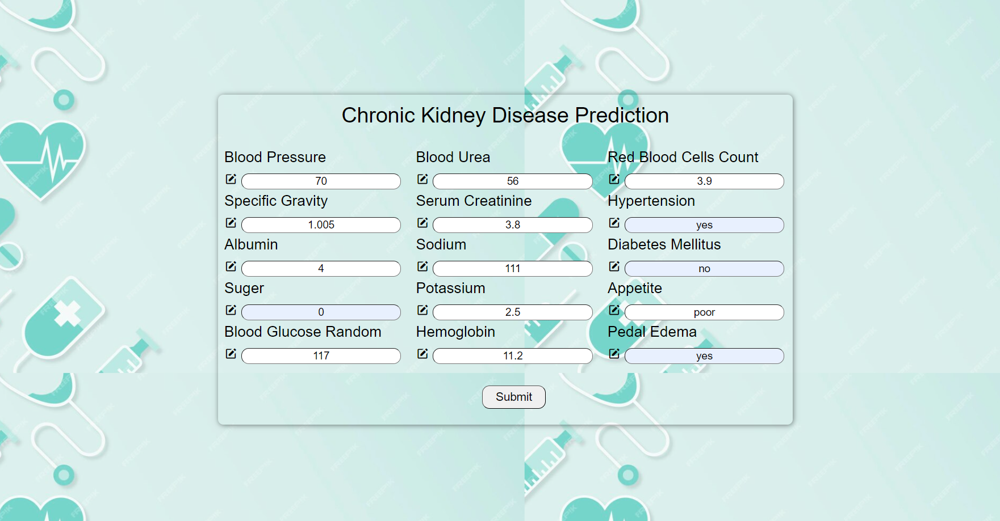 Chronic Kidney Disease Prediction
Blood Pressure
70
Specific Gravity
1.005
Albumin
4
Suger
0
Blood Glucose Random
117
Blood Urea
56
Serum Creatinine
3.8
Sodium
111
Potassium
2.5
Hemoglobin
11.2
Red Blood Cells Count
3.9
Hypertension
yes
Diabetes Mellitus
no
Appetite
poor
Pedal Edema
yes
Submit
FREEPIK